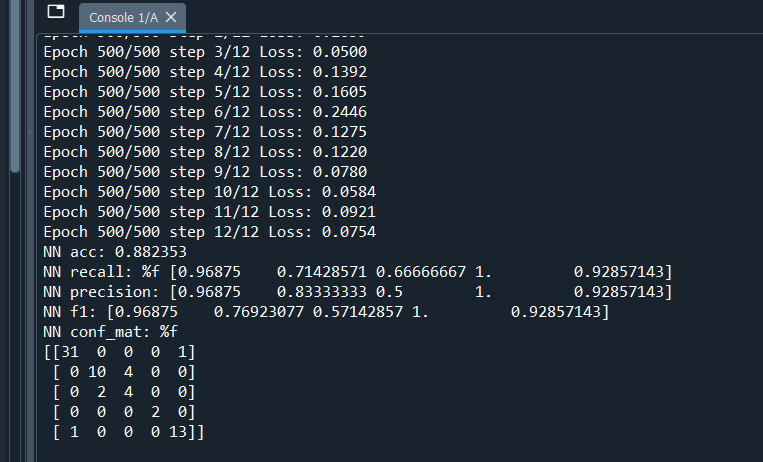 Console 1/A X
Epoch 500/500 step 3/12 Loss: 0.0500
Epoch 500/500 step 4/12 Loss: 0.1392
Epoch 500/500 step 5/12 Loss: 0.1605
Epoch 500/500 step 6/12 Loss: 0.2446
Epoch 500/500 step 7/12 Loss: 0.1275
Epoch 500/500 step 8/12 Loss: 0.1220
Epoch 500/500 step 9/12 Loss: 0.0780
Epoch 500/500 step 10/12 Loss: 0.0584
Epoch 500/500 step 11/12 Loss: 0.0921
Epoch 500/500 step 12/12 Loss: 0.0754
NN acc: 0.882353
NN recall: %f [0.96875    0.71428571 0.66666667 1.         0.92857143]
NN precision: [0.96875    0.83333333 0.5        1.         0.92857143]
NN f1: [0.96875    0.76923077 0.57142857 1.         0.92857143]
NN conf_mat: %f
[[31  0  0  0  1]
 [ 0 10  4  0  0]
 [ 0  2  4  0  0]
 [ 0  0  0  2  0]
 [ 1  0  0  0 13]]